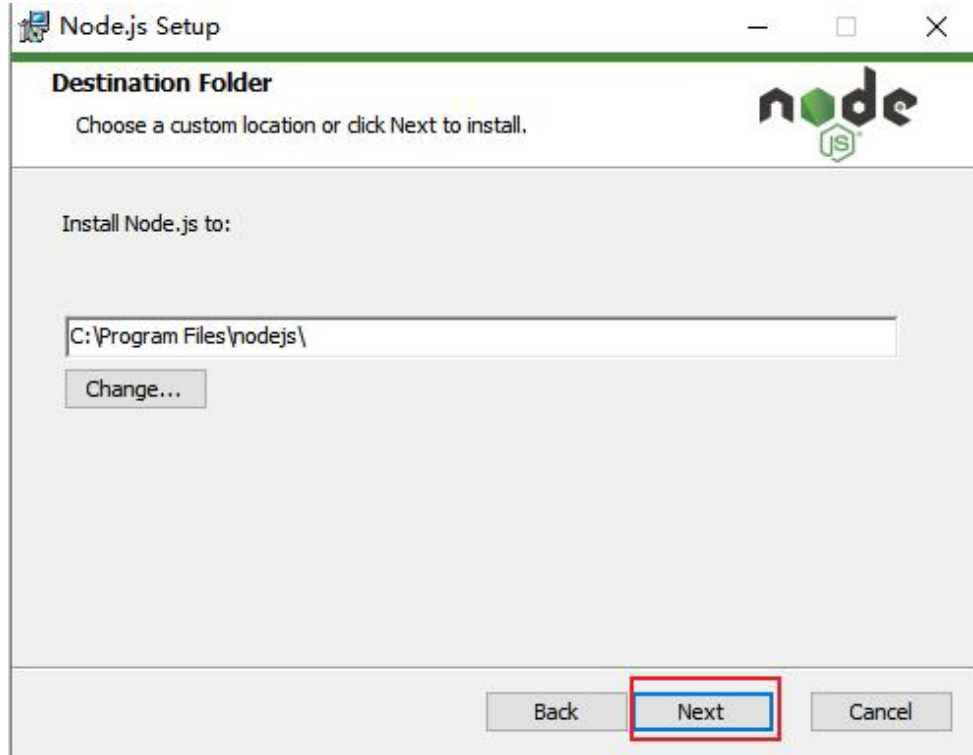 Node.js Setup
Destination Folder
Choose a custom location or click Next to install.
node
JS
Install Node.js to:
C:\Program Files\nodejs\
Change...
Back
Next
Cancel